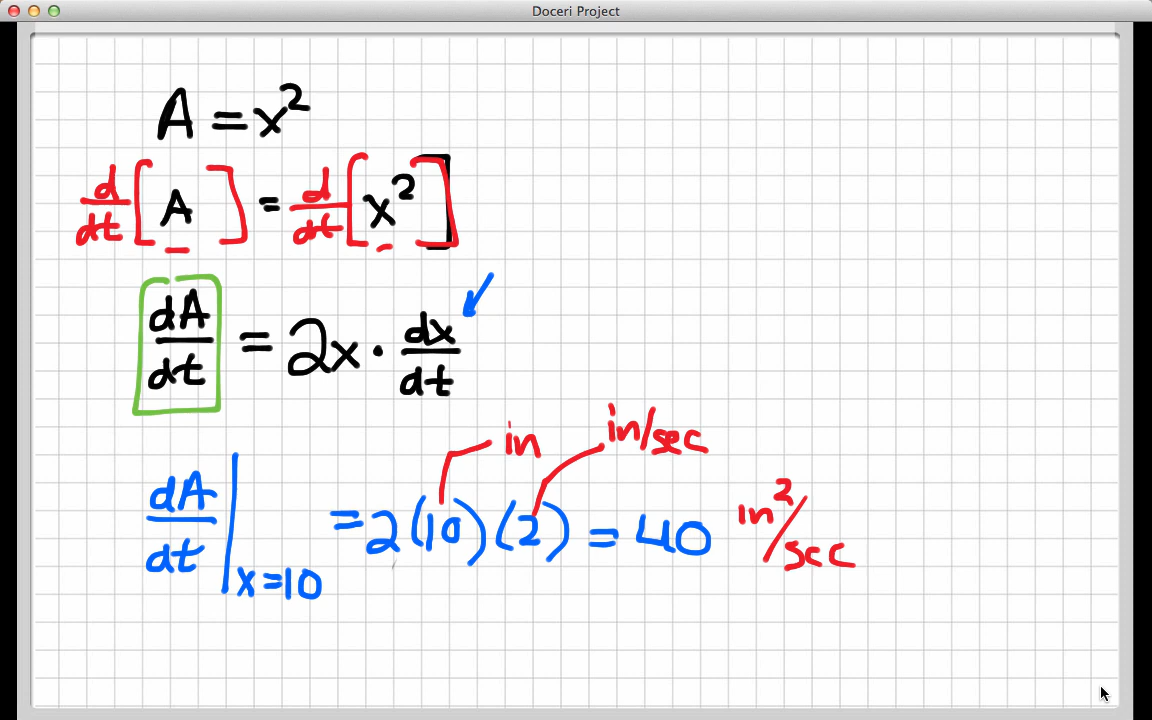 Doceri Project
A = x²
d/dt [ A ] = d/dt [ x² ]
dA/dt = 2x · dx/dt
in in/sec
dA/dt | x=10 = 2(10)(2) = 40 in²/sec